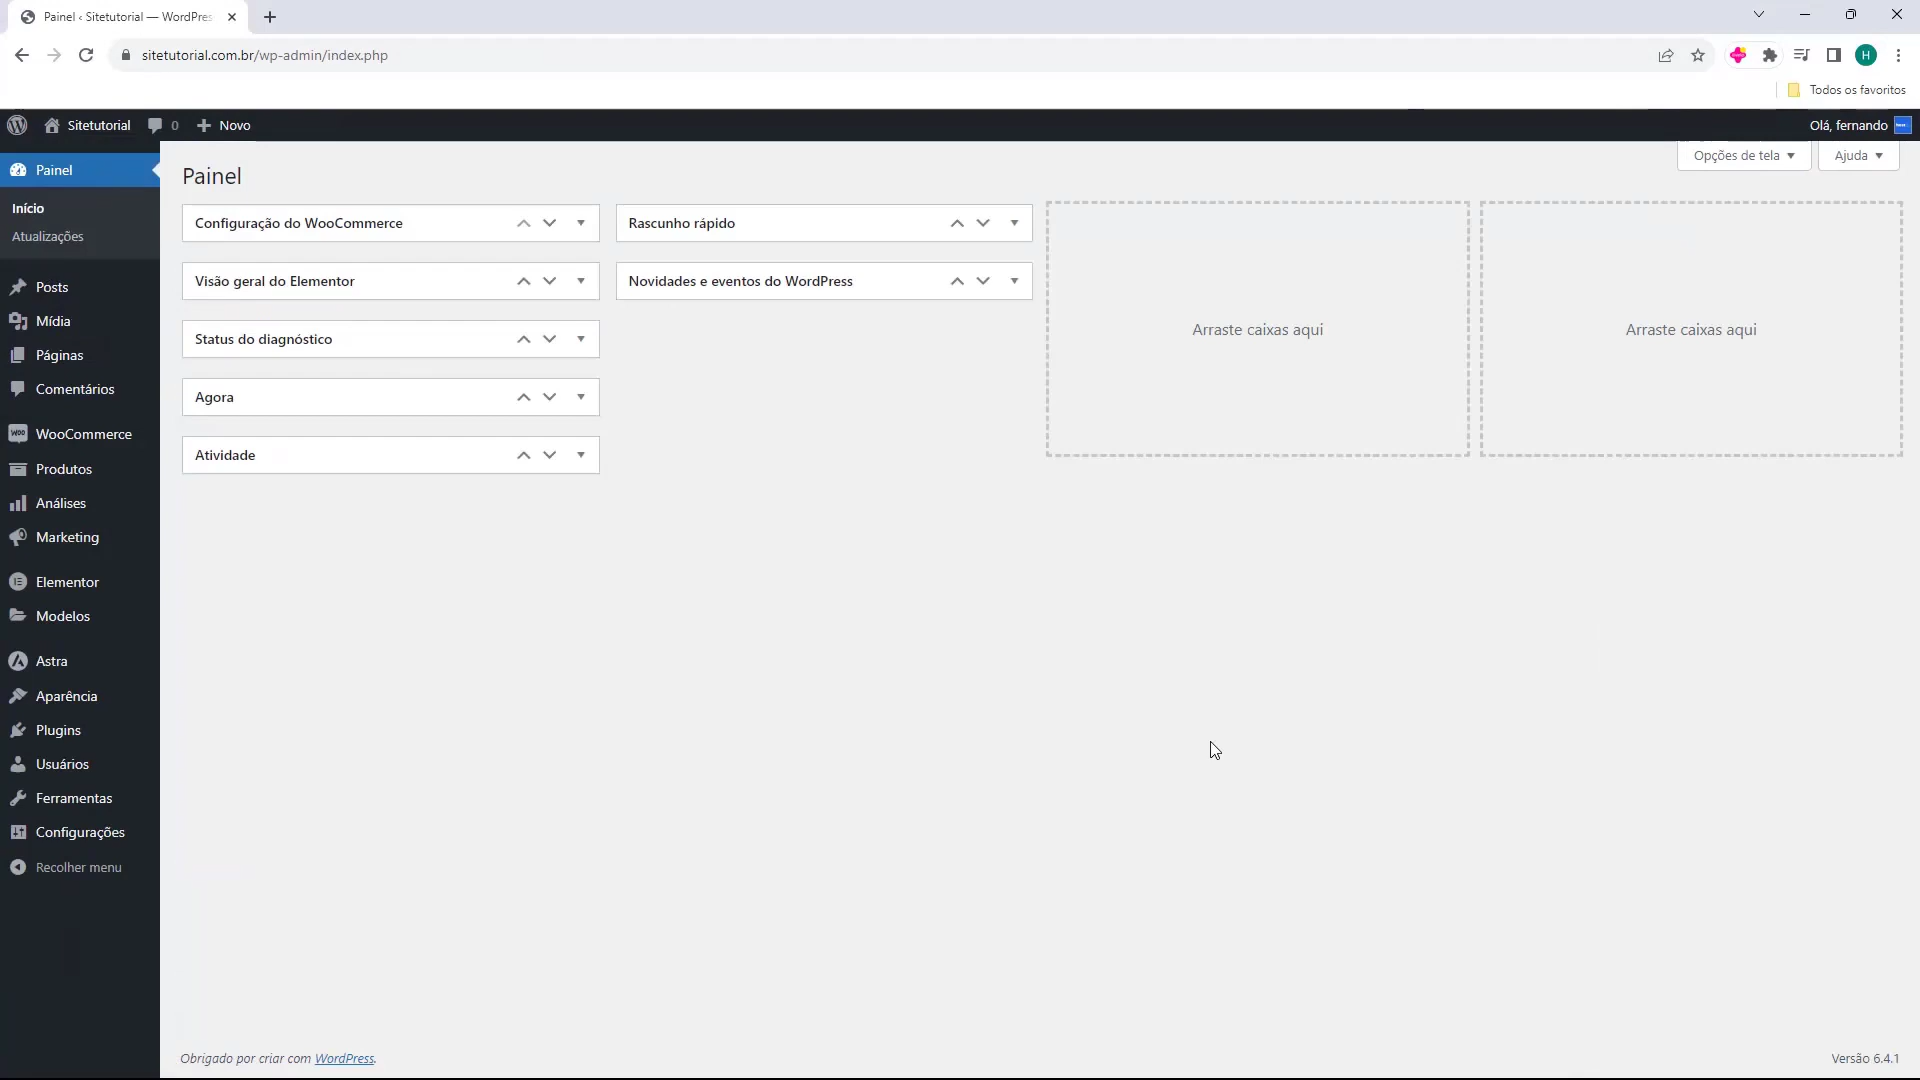 Painel ‹ Sitetutorial — WordPres
sitetutorial.com.br/wp-admin/index.php
H
Todos os favoritos
Sitetutorial
0
Novo
Olá, fernando
Painel
Início
Atualizações
Posts
Mídia
Páginas
Comentários
WooCommerce
Produtos
Análises
Marketing
Elementor
Modelos
Astra
Aparência
Plugins
Usuários
Ferramentas
Configurações
Recolher menu
Opções de tela
Ajuda
Painel
Configuração do WooCommerce
Visão geral do Elementor
Status do diagnóstico
Agora
Atividade
Rascunho rápido
Novidades e eventos do WordPress
Arraste caixas aqui
Arraste caixas aqui
Obrigado por criar com WordPress.
Versão 6.4.1